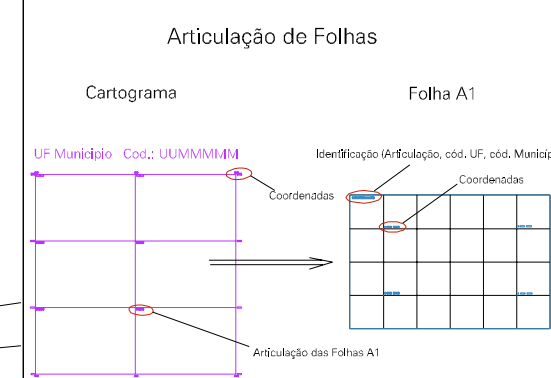 Articulação de Folhas
Cartograma
Folha A1
UF Municipio Cod.: UUMMMMM
Identificação (Articulação, cód. UF, cód. Municíp
Coordenadas
Coordenadas
Articulação das Folhas A1